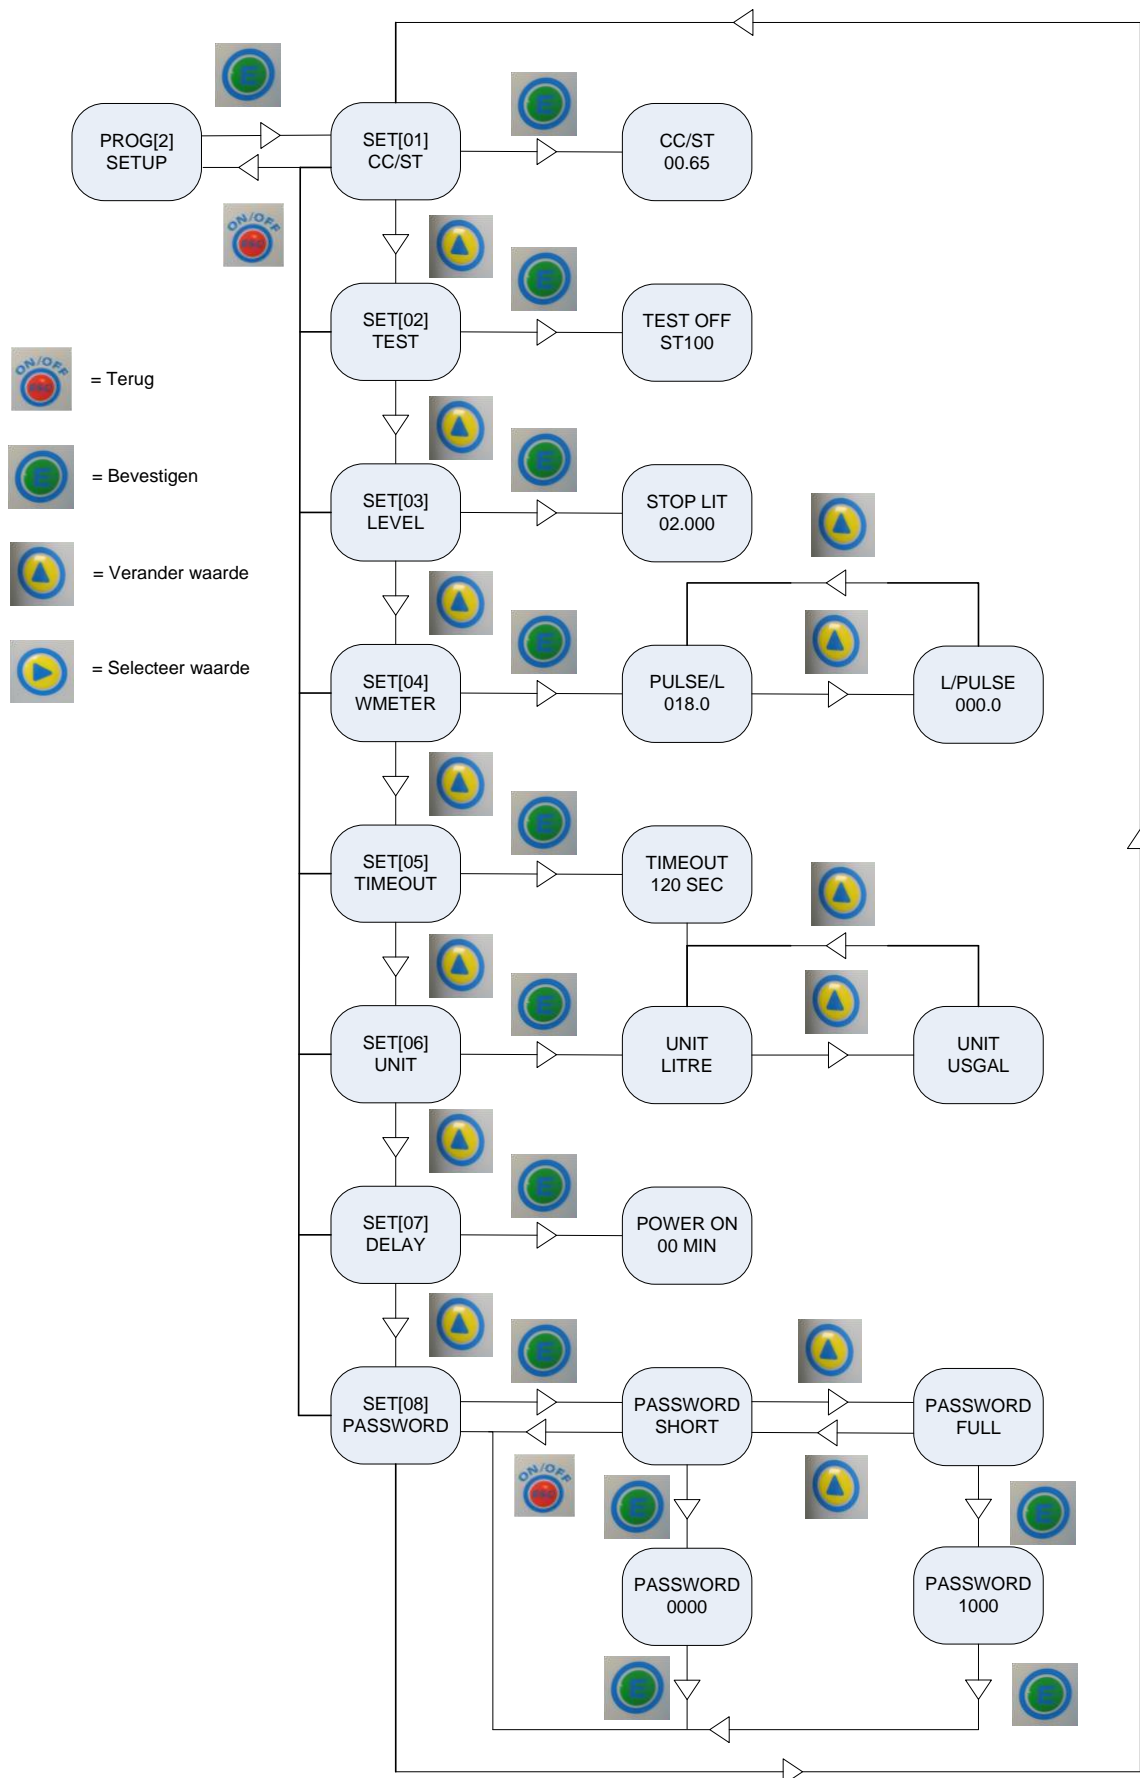 PROG[2]
SETUP
SET[01]
CC/ST
CC/ST
00.65
ON/OFF
ESC
SET[02]
TEST
TEST OFF
ST100
ON/OFF
ESC
= Terug
E
= Bevestigen
= Verander waarde
= Selecteer waarde
SET[03]
LEVEL
STOP LIT
02.000
SET[04]
WMETER
PULSE/L
018.0
L/PULSE
000.0
SET[05]
TIMEOUT
TIMEOUT
120 SEC
SET[06]
UNIT
UNIT
LITRE
UNIT
USGAL
SET[07]
DELAY
POWER ON
00 MIN
SET[08]
PASSWORD
PASSWORD
SHORT
PASSWORD
FULL
ON/OFF
ESC
PASSWORD
0000
PASSWORD
1000